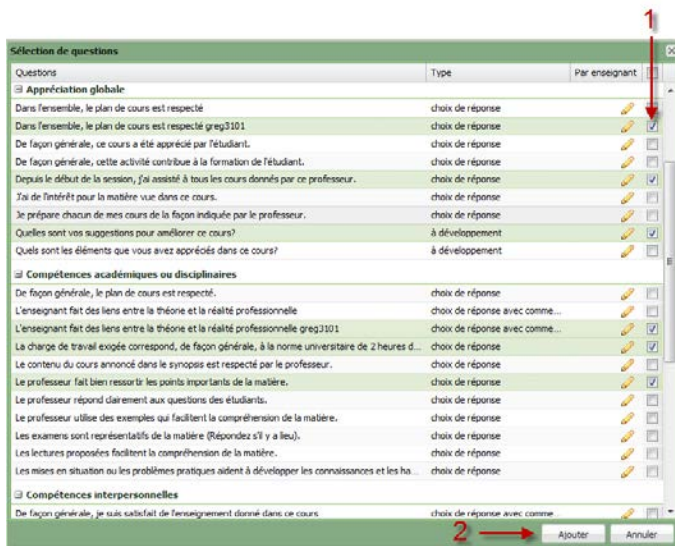 1
Sélection de questions
Questions Type Par enseignant
Appréciation globale
Dans l'ensemble, le plan de cours est respecté choix de réponse
Dans l'ensemble, le plan de cours est respecté greg3101 choix de réponse
De façon générale, ce cours a été apprécié par l'étudiant. choix de réponse
De façon générale, cette activité contribue à la formation de l'étudiant. choix de réponse
Depuis le début de la session, j'ai assisté à tous les cours donnés par ce professeur. choix de réponse
J'ai de l'intérêt pour la matière vue dans ce cours. choix de réponse
Je prépare chacun de mes cours de la façon indiquée par le professeur. choix de réponse
Quelles sont vos suggestions pour améliorer ce cours? à développement
Quels sont les éléments que vous avez appréciés dans ce cours? à développement
Compétences académiques ou disciplinaires
De façon générale, le plan de cours est respecté. choix de réponse
L'enseignant fait des liens entre la théorie et la réalité professionnelle choix de réponse avec comme...
L'enseignant fait des liens entre la théorie et la réalité professionnelle greg3101 choix de réponse avec comme...
La charge de travail exigée correspond, de façon générale, à la norme universitaire de 2 heures d... choix de réponse
Le contenu du cours annoncé dans le synopsis est respecté par le professeur. choix de réponse
Le professeur fait bien ressortir les points importants de la matière. choix de réponse
Le professeur répond clairement aux questions des étudiants. choix de réponse
Le professeur utilise des exemples qui facilitent la compréhension de la matière. choix de réponse
Les examens sont représentatifs de la matière (Répondez s'il y a lieu). choix de réponse
Les lectures proposées facilitent la compréhension de la matière. choix de réponse
Les mises en situation ou les problèmes pratiques aident à développer les connaissances et les ha... choix de réponse
Compétences interpersonnelles
De façon générale, je suis satisfait de l'enseignement donné dans ce cours choix de réponse avec comme...
2 Ajouter Annuler